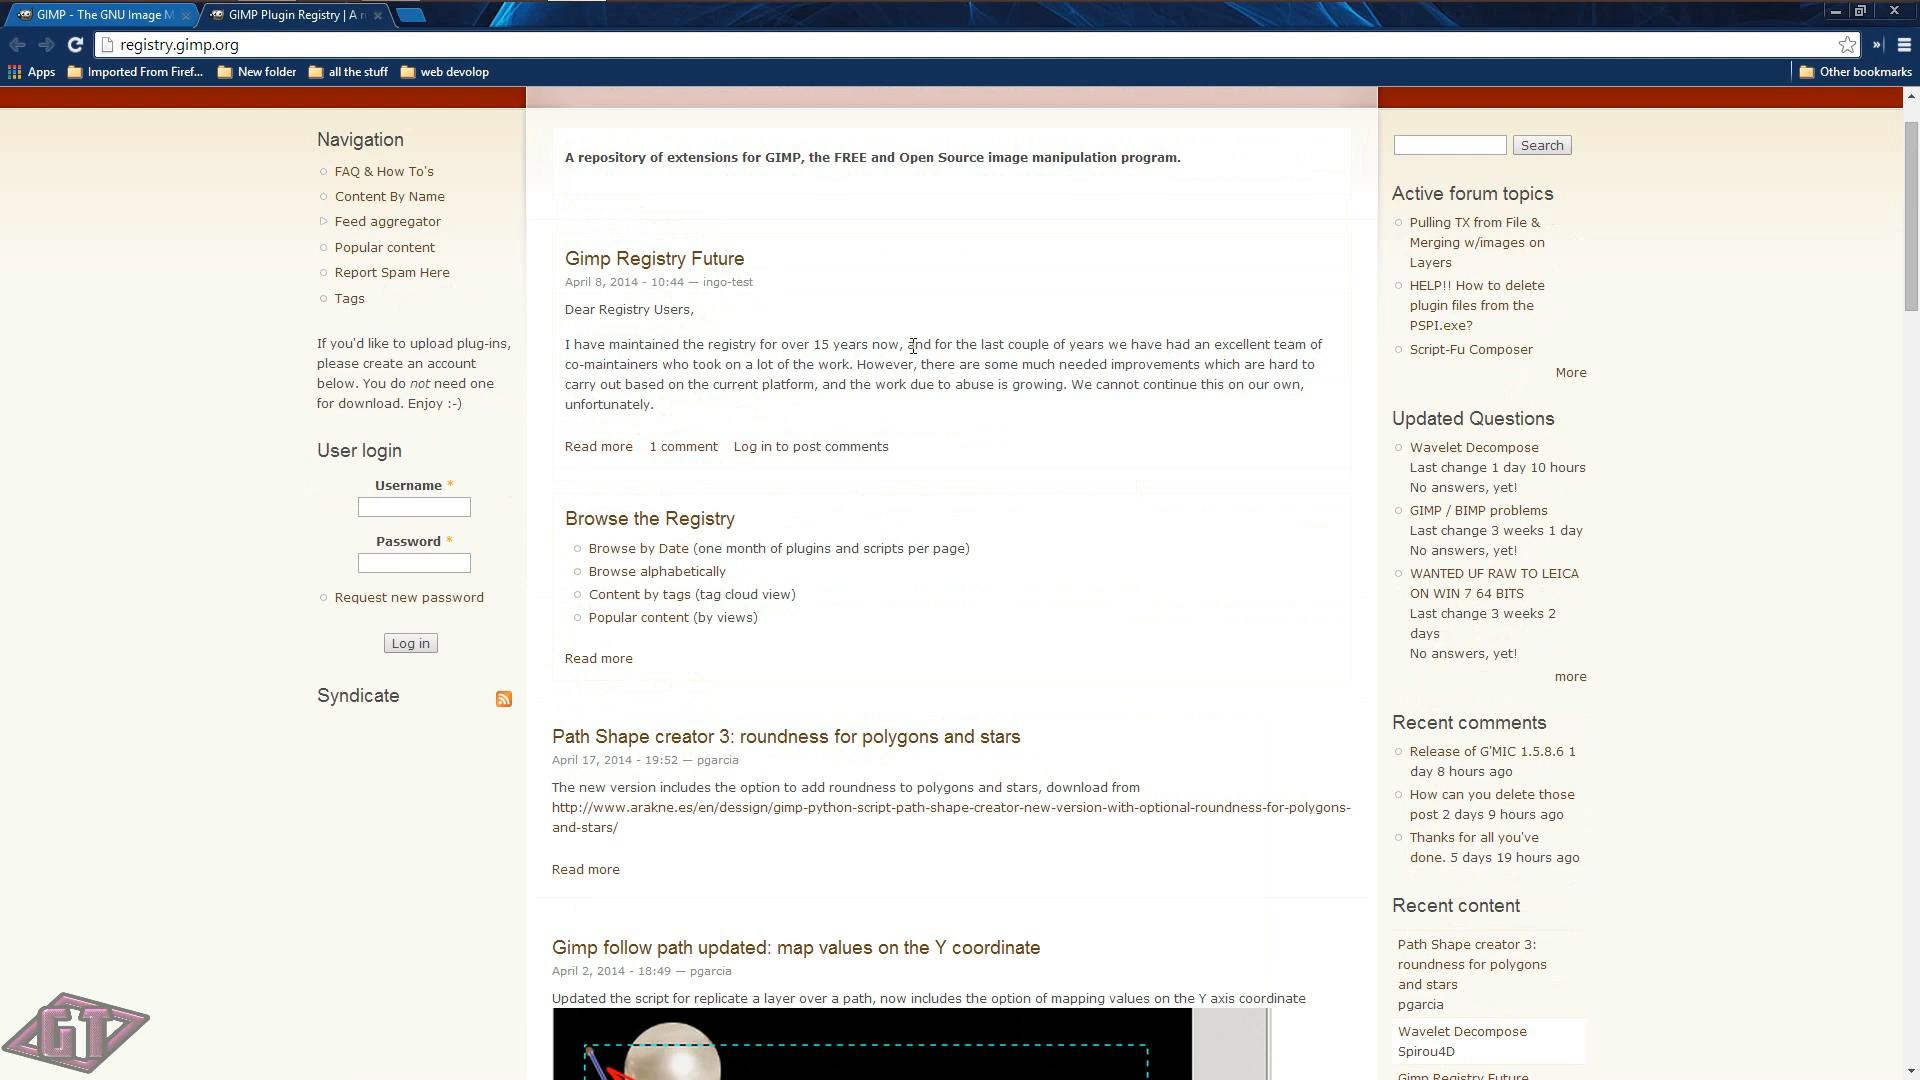 GIMP - The GNU Image M
GIMP Plugin Registry | A r
registry.gimp.org
Apps
Imported From Firef...
New folder
all the stuff
web devolop
Other bookmarks
Navigation
FAQ & How To's
Content By Name
Feed aggregator
Popular content
Report Spam Here
Tags
If you'd like to upload plug-ins,
please create an account
below. You do not need one
for download. Enjoy :-)
User login
Username *
Password *
Request new password
Log in
Syndicate
A repository of extensions for GIMP, the FREE and Open Source image manipulation program.
Gimp Registry Future
April 8, 2014 - 10:44 — ingo-test
Dear Registry Users,
I have maintained the registry for over 15 years now, and for the last couple of years we have had an excellent team of
co-maintainers who took on a lot of the work. However, there are some much needed improvements which are hard to
carry out based on the current platform, and the work due to abuse is growing. We cannot continue this on our own,
unfortunately.
Read more 1 comment Log in to post comments
Browse the Registry
Browse by Date (one month of plugins and scripts per page)
Browse alphabetically
Content by tags (tag cloud view)
Popular content (by views)
Read more
Path Shape creator 3: roundness for polygons and stars
April 17, 2014 - 19:52 — pgarcia
The new version includes the option to add roundness to polygons and stars, download from
http://www.arakne.es/en/dessign/gimp-python-script-path-shape-creator-new-version-with-optional-roundness-for-polygons-
and-stars/
Read more
Gimp follow path updated: map values on the Y coordinate
April 2, 2014 - 18:49 — pgarcia
Updated the script for replicate a layer over a path, now includes the option of mapping values on the Y axis coordinate
Search
Active forum topics
Pulling TX from File &
Merging w/images on
Layers
HELP!! How to delete
plugin files from the
PSPI.exe?
Script-Fu Composer
More
Updated Questions
Wavelet Decompose
Last change 1 day 10 hours
No answers, yet!
GIMP / BIMP problems
Last change 3 weeks 1 day
No answers, yet!
WANTED UF RAW TO LEICA
ON WIN 7 64 BITS
Last change 3 weeks 2
days
No answers, yet!
more
Recent comments
Release of G'MIC 1.5.8.6 1
day 8 hours ago
How can you delete those
post 2 days 9 hours ago
Thanks for all you've
done. 5 days 19 hours ago
Recent content
Path Shape creator 3:
roundness for polygons
and stars
pgarcia
Wavelet Decompose
Spirou4D
Gimp Registry Future
GT